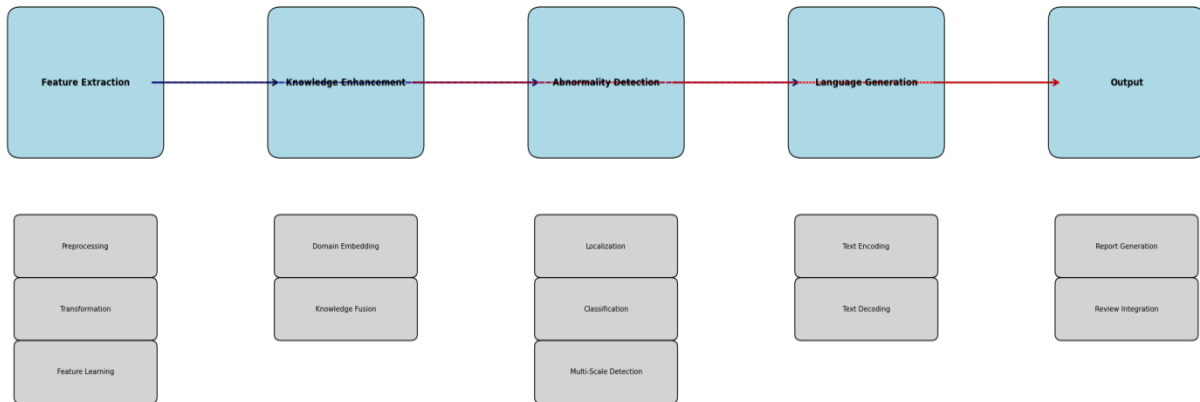 Feature Extraction
Knowledge Enhancement
Abnormality Detection
Language Generation
Output
Preprocessing
Domain Embedding
Localization
Text Encoding
Report Generation
Transformation
Knowledge Fusion
Classification
Text Decoding
Review Integration
Feature Learning
Multi-Scale Detection